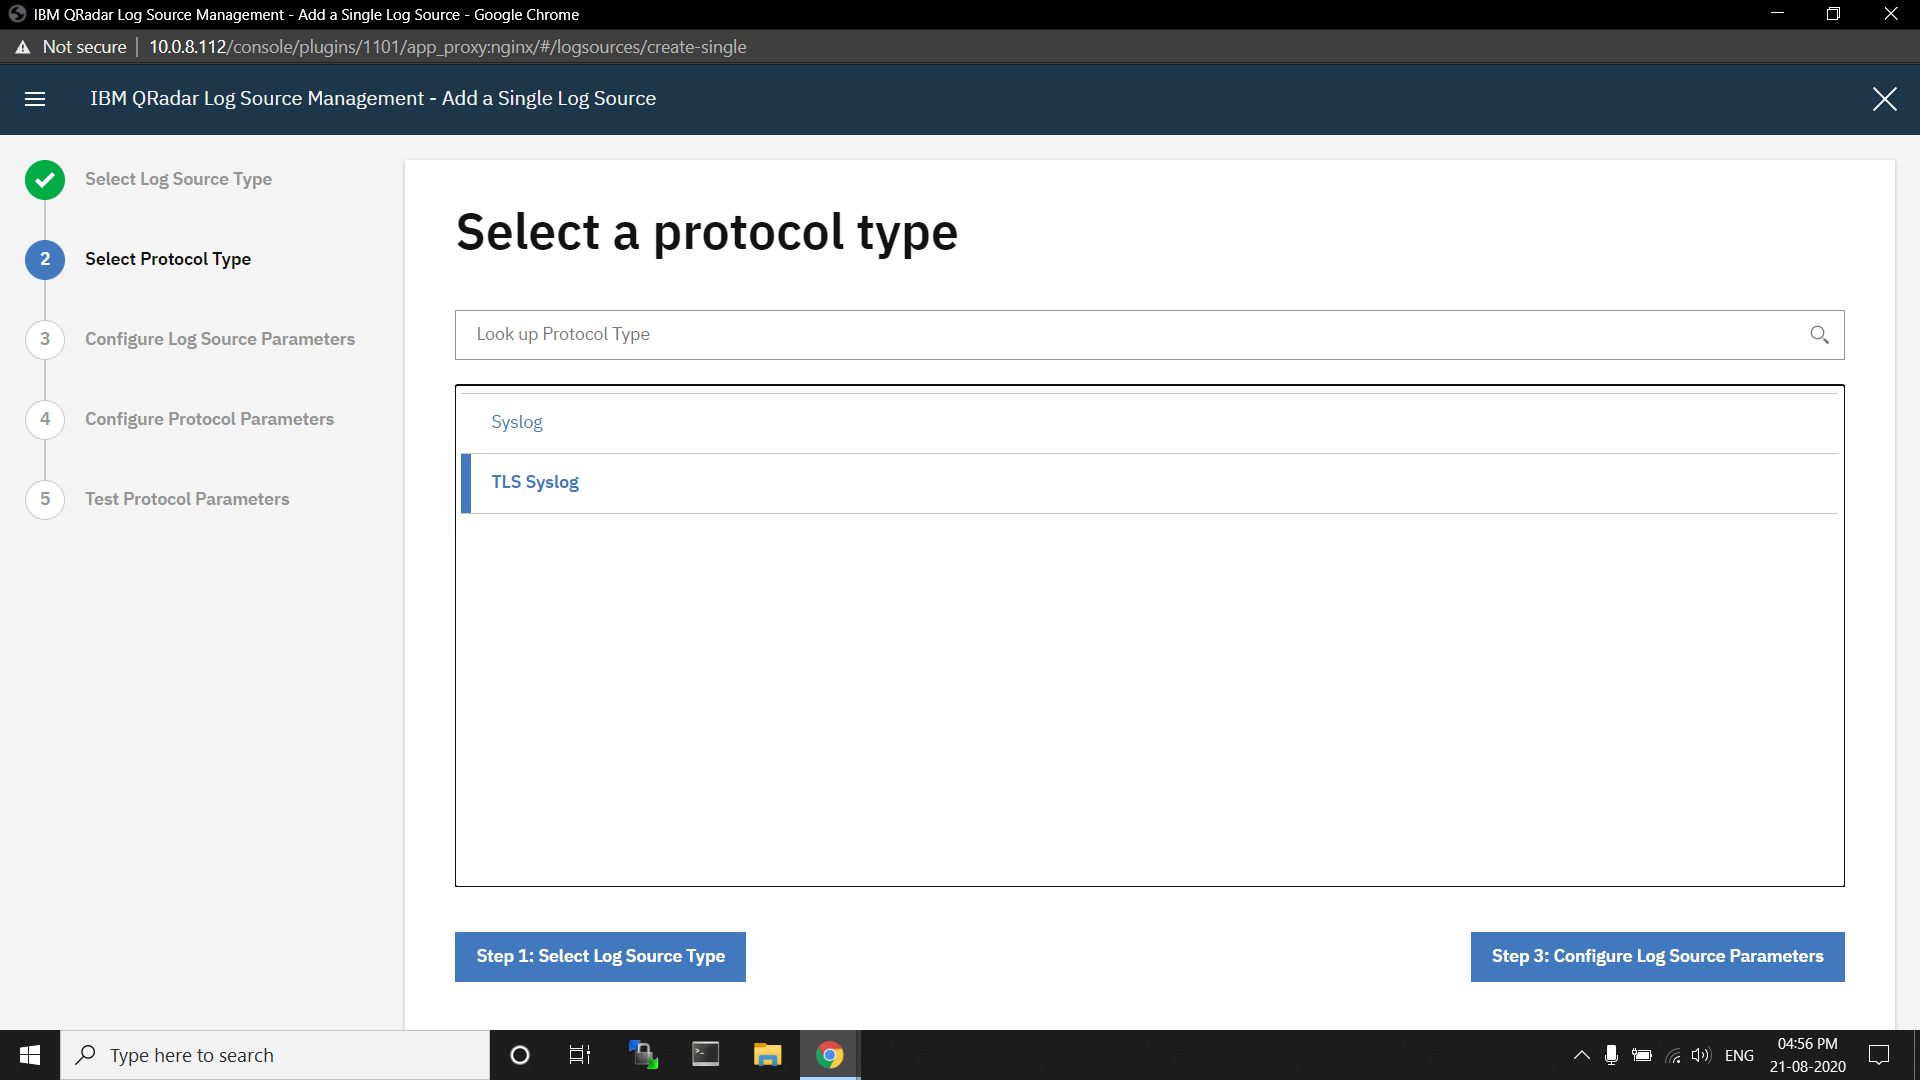 IBM QRadar Log Source Management - Add a Single Log Source - Google Chrome
Not secure | 10.0.8.112/console/plugins/1101/app_proxy:nginx/#/logsources/create-single
IBM QRadar Log Source Management - Add a Single Log Source
Select Log Source Type
2 Select Protocol Type
3 Configure Log Source Parameters
4 Configure Protocol Parameters
5 Test Protocol Parameters
Select a protocol type
Look up Protocol Type
Syslog
TLS Syslog
Step 1: Select Log Source Type
Step 3: Configure Log Source Parameters
Type here to search
ENG
04:56 PM
21-08-2020